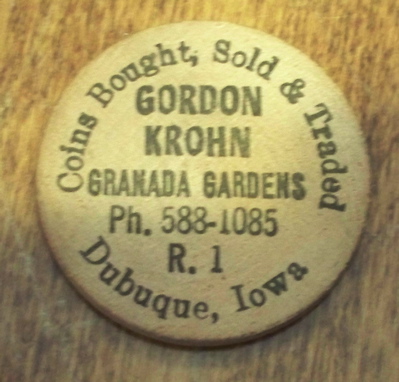 Coins Bought, Sold & Traded
GORDON
KROHN
GRANADA GARDENS
Ph. 588-1085
R. 1
Dubuque, Iowa